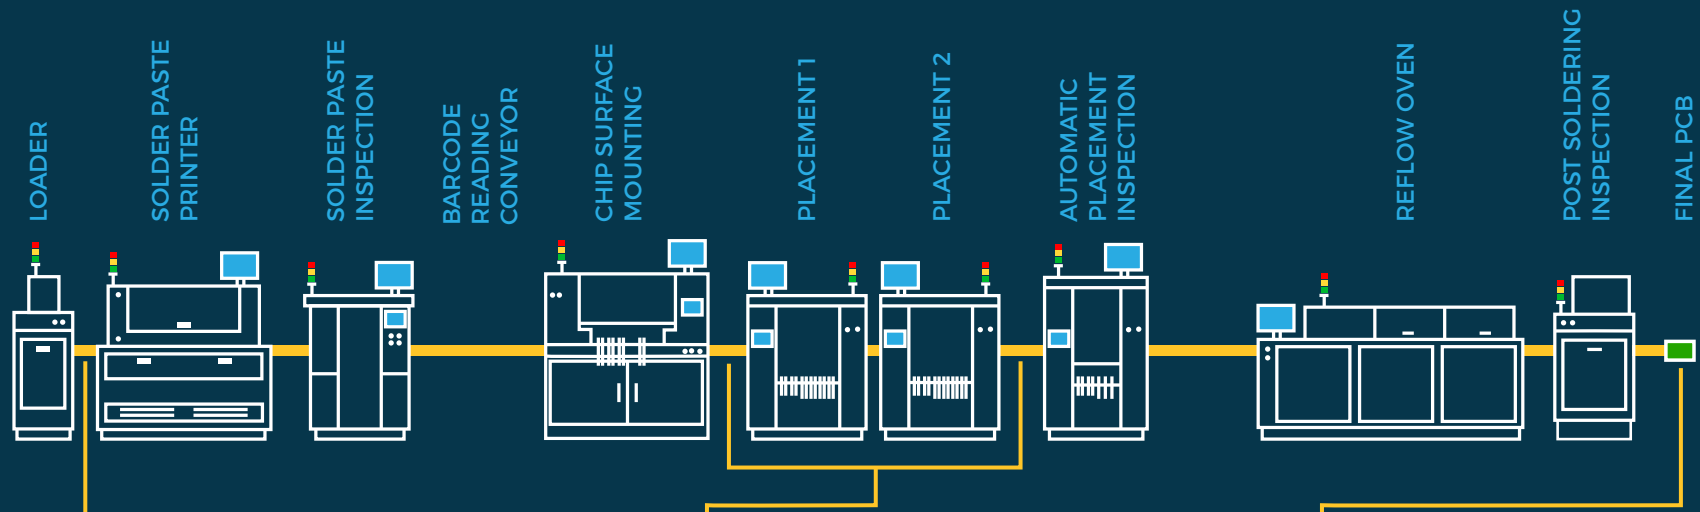 LOADER
SOLDER PASTE
PRINTER
SOLDER PASTE
INSPECTION
BARCODE
READING
CONVEYOR
CHIP SURFACE
MOUNTING
PLACEMENT 1
PLACEMENT 2
AUTOMATIC
PLACEMENT
INSPECTION
REFLOW OVEN
POST SOLDERING
INSPECTION
FINAL PCB